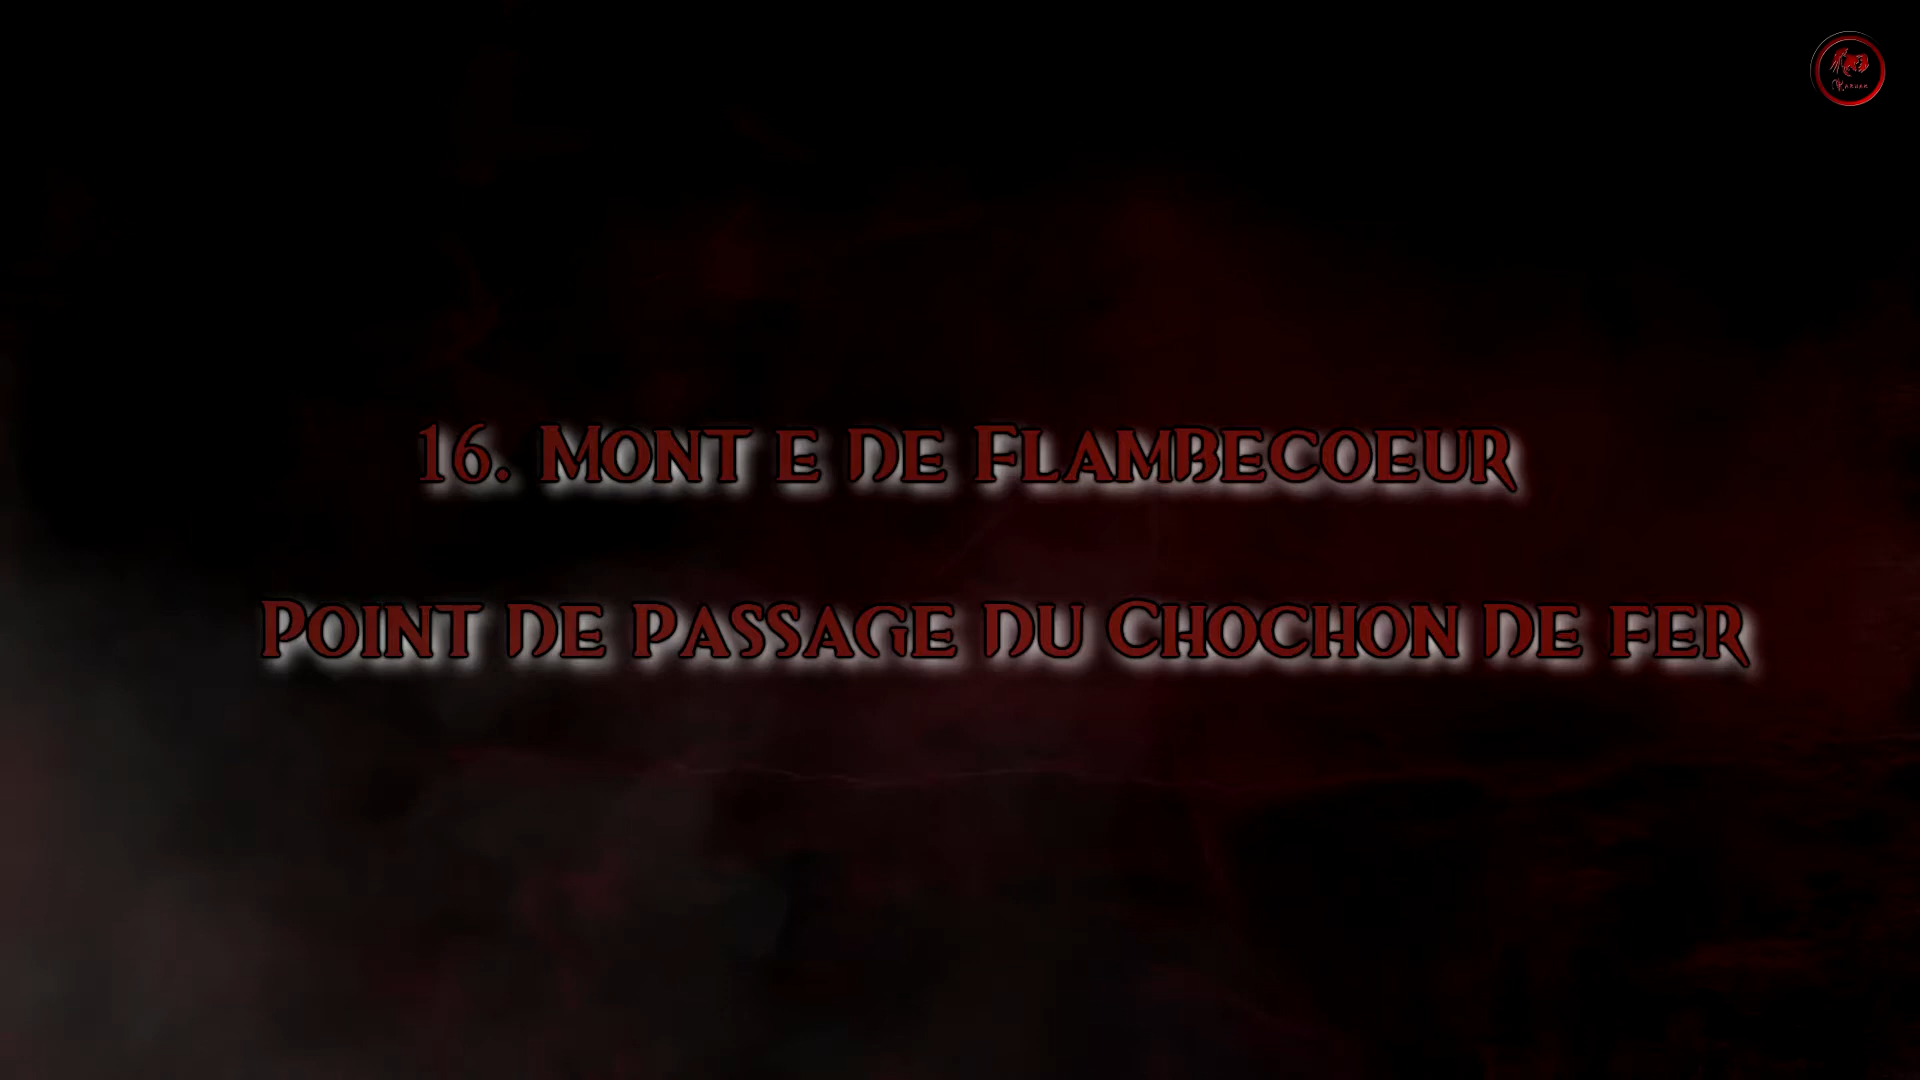 16. Mont e de Flambecoeur
Point de Passage du Chochon de fer